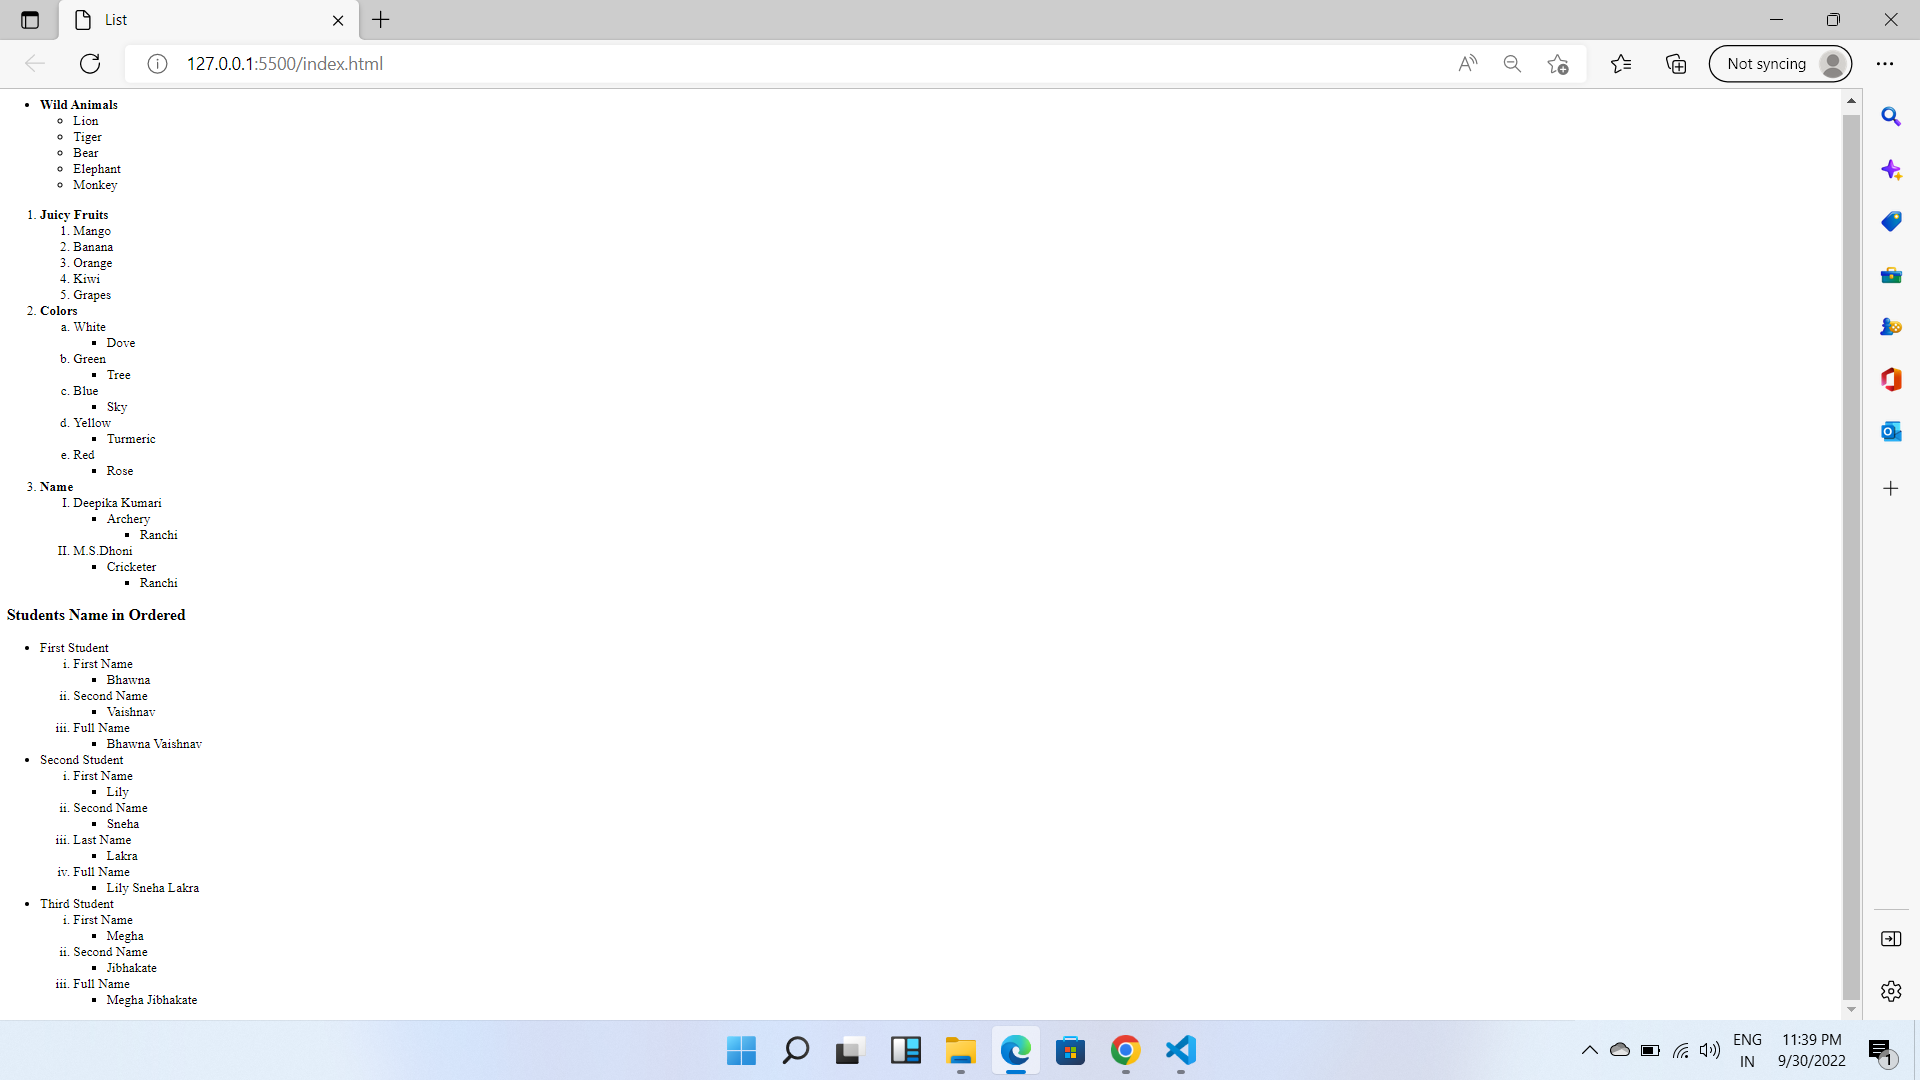 List
127.0.0.1:5500/index.html
Not syncing
• Wild Animals
◦ Lion
◦ Tiger
◦ Bear
◦ Elephant
◦ Monkey
1. Juicy Fruits
1. Mango
2. Banana
3. Orange
4. Kiwi
5. Grapes
2. Colors
a. White
▪ Dove
b. Green
▪ Tree
c. Blue
▪ Sky
d. Yellow
▪ Turmeric
e. Red
▪ Rose
3. Name
I. Deepika Kumari
▪ Archery
▪ Ranchi
II. M.S.Dhoni
▪ Cricketer
▪ Ranchi
Students Name in Ordered
• First Student
i. First Name
▪ Bhawna
ii. Second Name
▪ Vaishnav
iii. Full Name
▪ Bhawna Vaishnav
• Second Student
i. First Name
▪ Lily
ii. Second Name
▪ Sneha
iii. Last Name
▪ Lakra
iv. Full Name
▪ Lily Sneha Lakra
• Third Student
i. First Name
▪ Megha
ii. Second Name
▪ Jibhakate
iii. Full Name
▪ Megha Jibhakate
ENG
IN
11:39 PM
9/30/2022
1